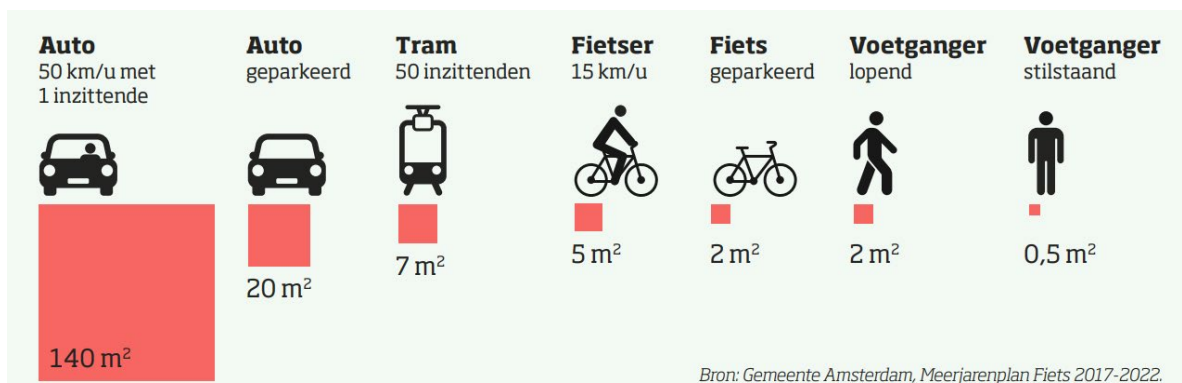 Auto
50 km/u met
1 inzittende
140 m²
Auto
geparkeerd
20 m²
Tram
50 inzittenden
7 m²
Fietser
15 km/u
5 m²
Fiets
geparkeerd
2 m²
Voetganger
lopend
2 m²
Voetganger
stilstaand
0,5 m²
Bron: Gemeente Amsterdam, Meerjarenplan Fiets 2017-2022.